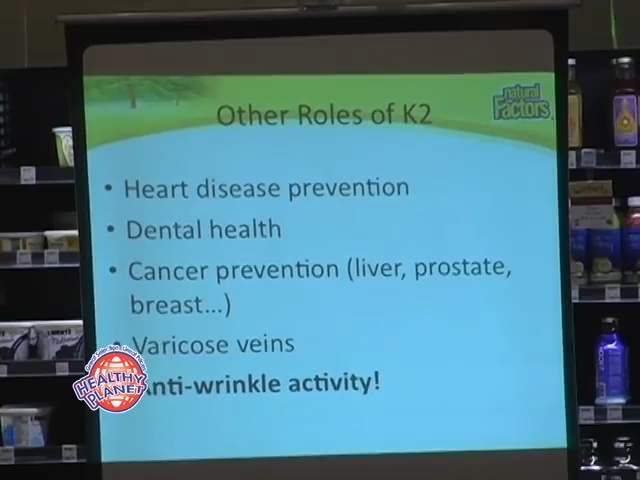 natural
Factors
Other Roles of K2
• Heart disease prevention
• Dental health
• Cancer prevention (liver, prostate,
breast...)
Varicose veins
nti-wrinkle activity!
HEALTHY
PLANET